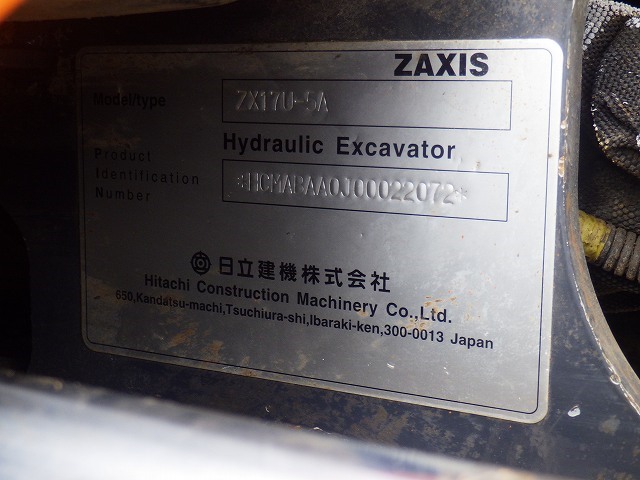 ZAXIS
Model/type ZX17U-5A
Hydraulic Excavator
Product
Identification
Number
*HCMABAA0J00022072*
日立建機株式会社
Hitachi Construction Machinery Co.,Ltd.
650,Kandatsu-machi,Tsuchiura-shi,Ibaraki-ken,300-0013 Japan